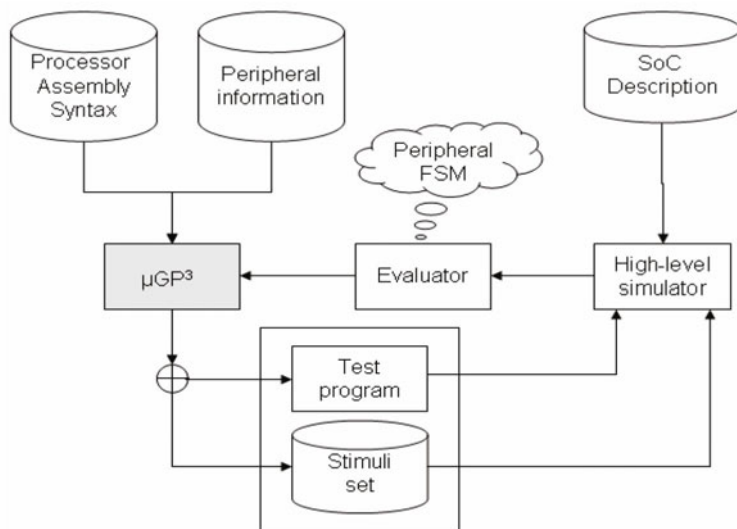 Processor
Assembly
Syntax
Peripheral
information
SoC
Description
Peripheral
FSM
µGP³
Evaluator
High-level
simulator
Test
program
Stimuli
set